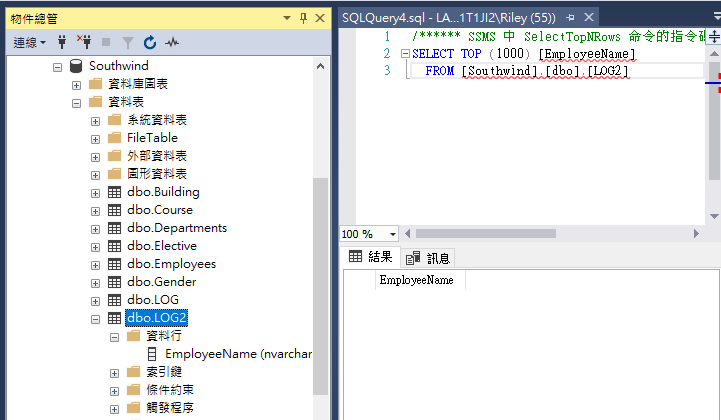 物件總管
連線
Southwind
資料庫圖表
資料表
系統資料表
FileTable
外部資料表
圖形資料表
dbo.Building
dbo.Course
dbo.Departments
dbo.Elective
dbo.Employees
dbo.Gender
dbo.LOG
dbo.LOG2
資料行
EmployeeName (nvarchar
索引鍵
條件約束
觸發程序
SQLQuery4.sql - LA...1T1JI2\Riley (55))
1 /****** SSMS 中 SelectTopNRows 命令的指令碼
2 SELECT TOP (1000) [EmployeeName]
3 FROM [Southwind].[dbo].[LOG2]
100 %
結果 訊息
EmployeeName